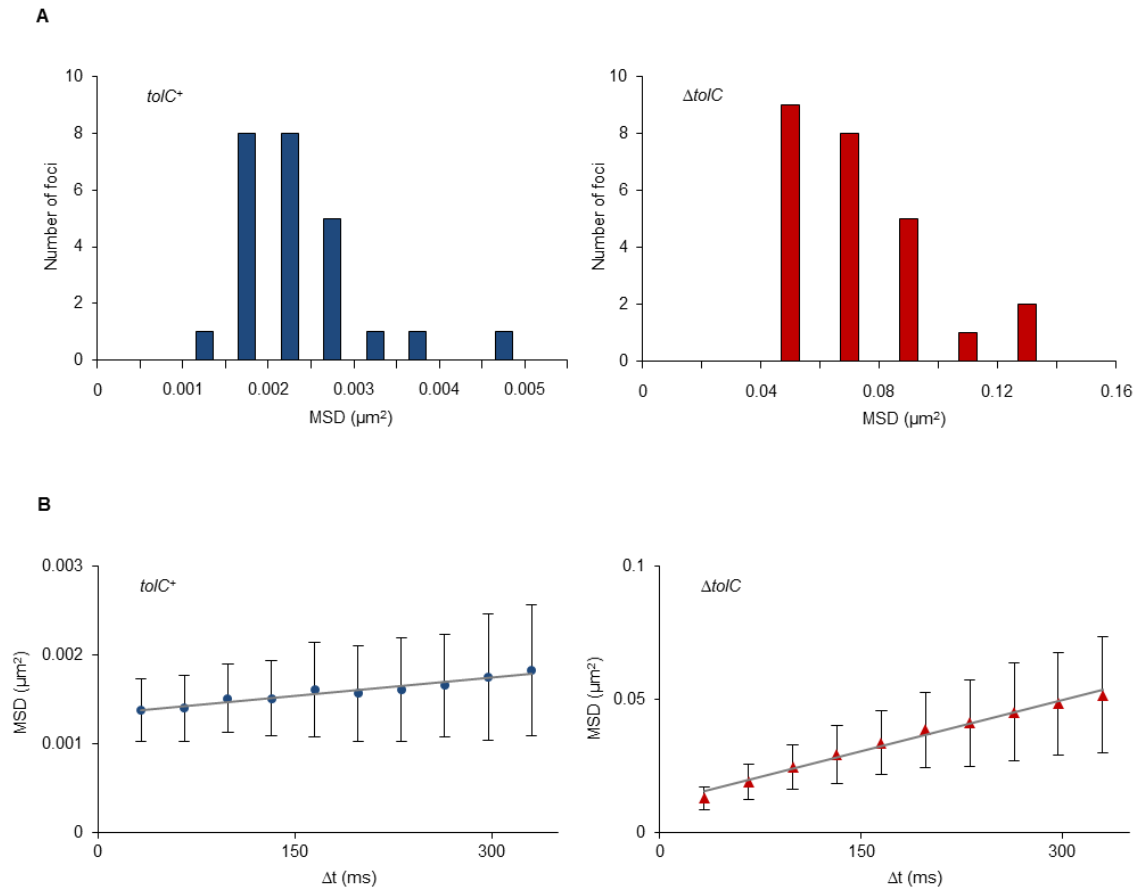 A
tolC⁺
Number of foci
10
8
6
4
2
0
0 0.001 0.002 0.003 0.004 0.005
MSD (µm²)
ΔtolC
Number of foci
10
8
6
4
2
0
0 0.04 0.08 0.12 0.16
MSD (µm²)
B
tolC⁺
MSD (µm²)
0.003
0.002
0.001
0
0 150 300
Δt (ms)
ΔtolC
MSD (µm²)
0.1
0.05
0
0 150 300
Δt (ms)